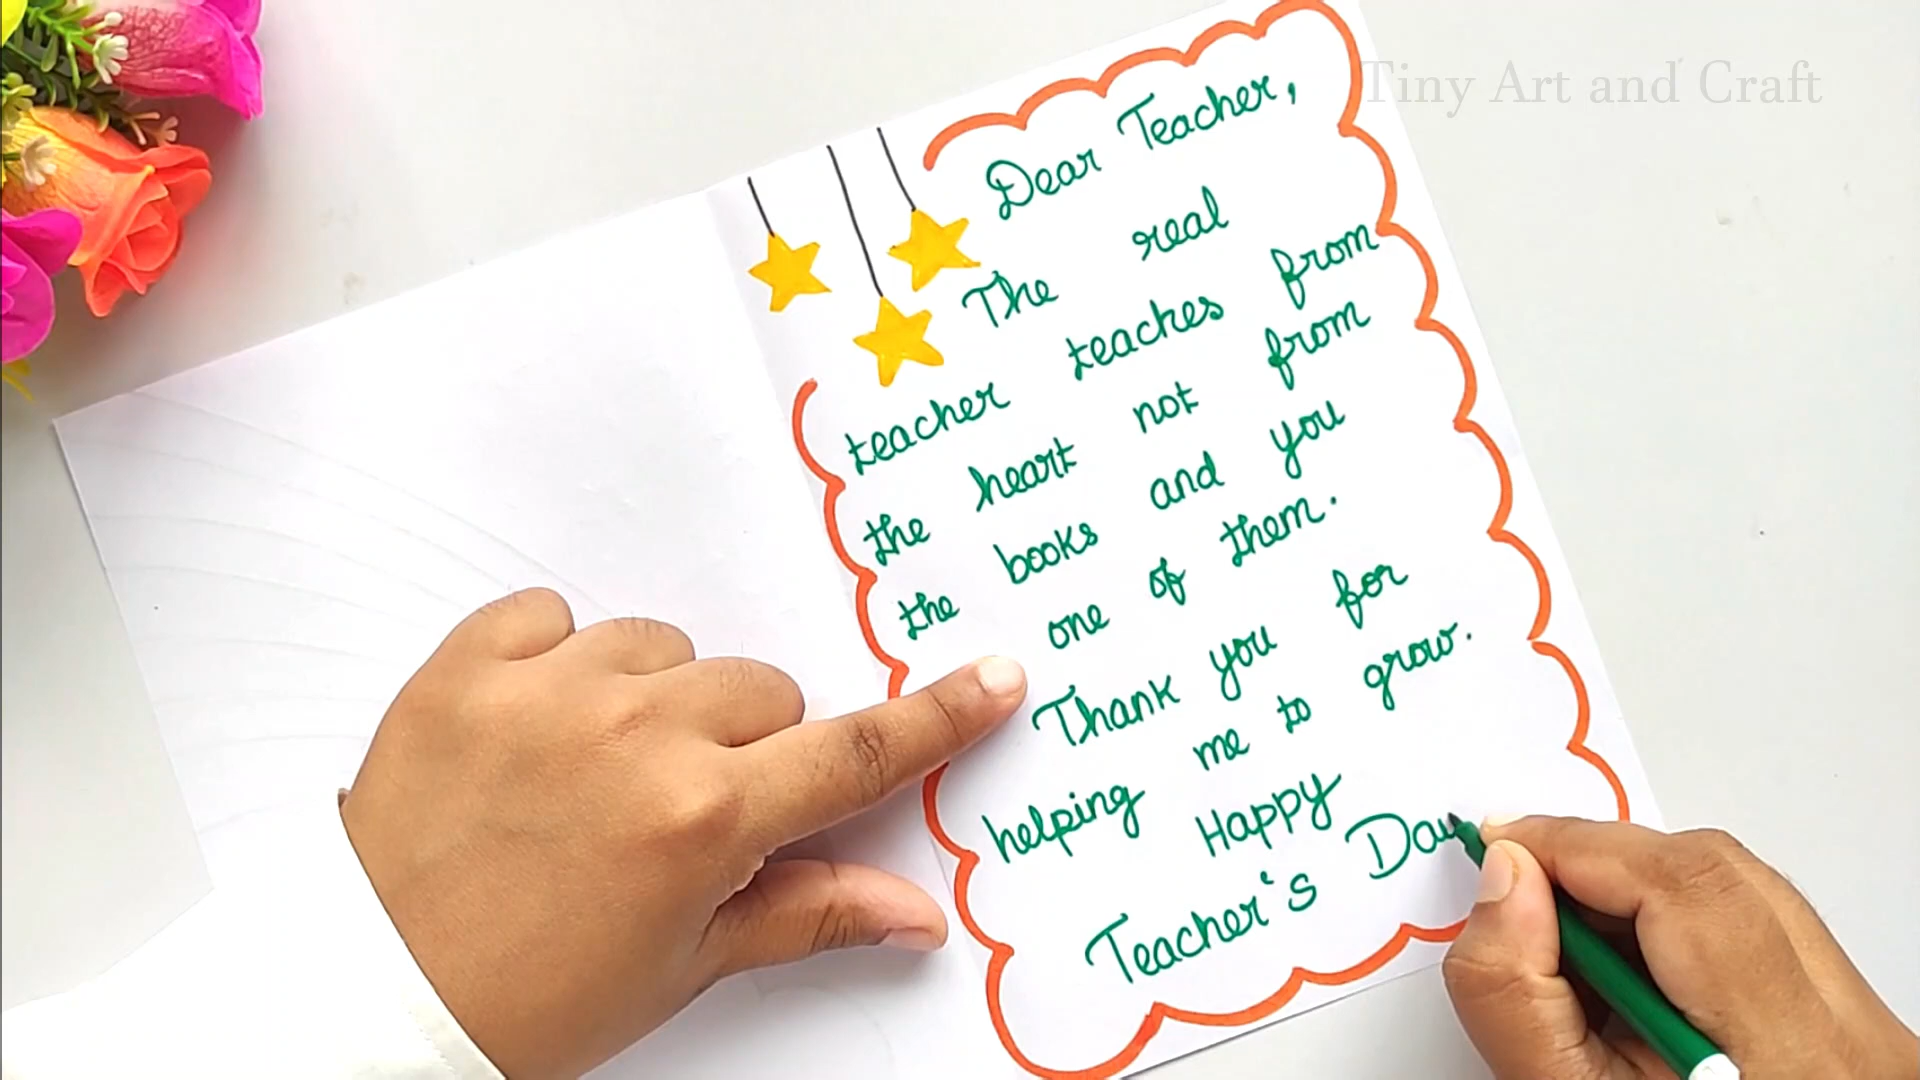 Tiny Art and Craft
Dear Teacher,
The real
teacher teaches from
the heart not from
the books and you
one of them.
Thank you for
helping me to grow.
Happy
Teacher's Day